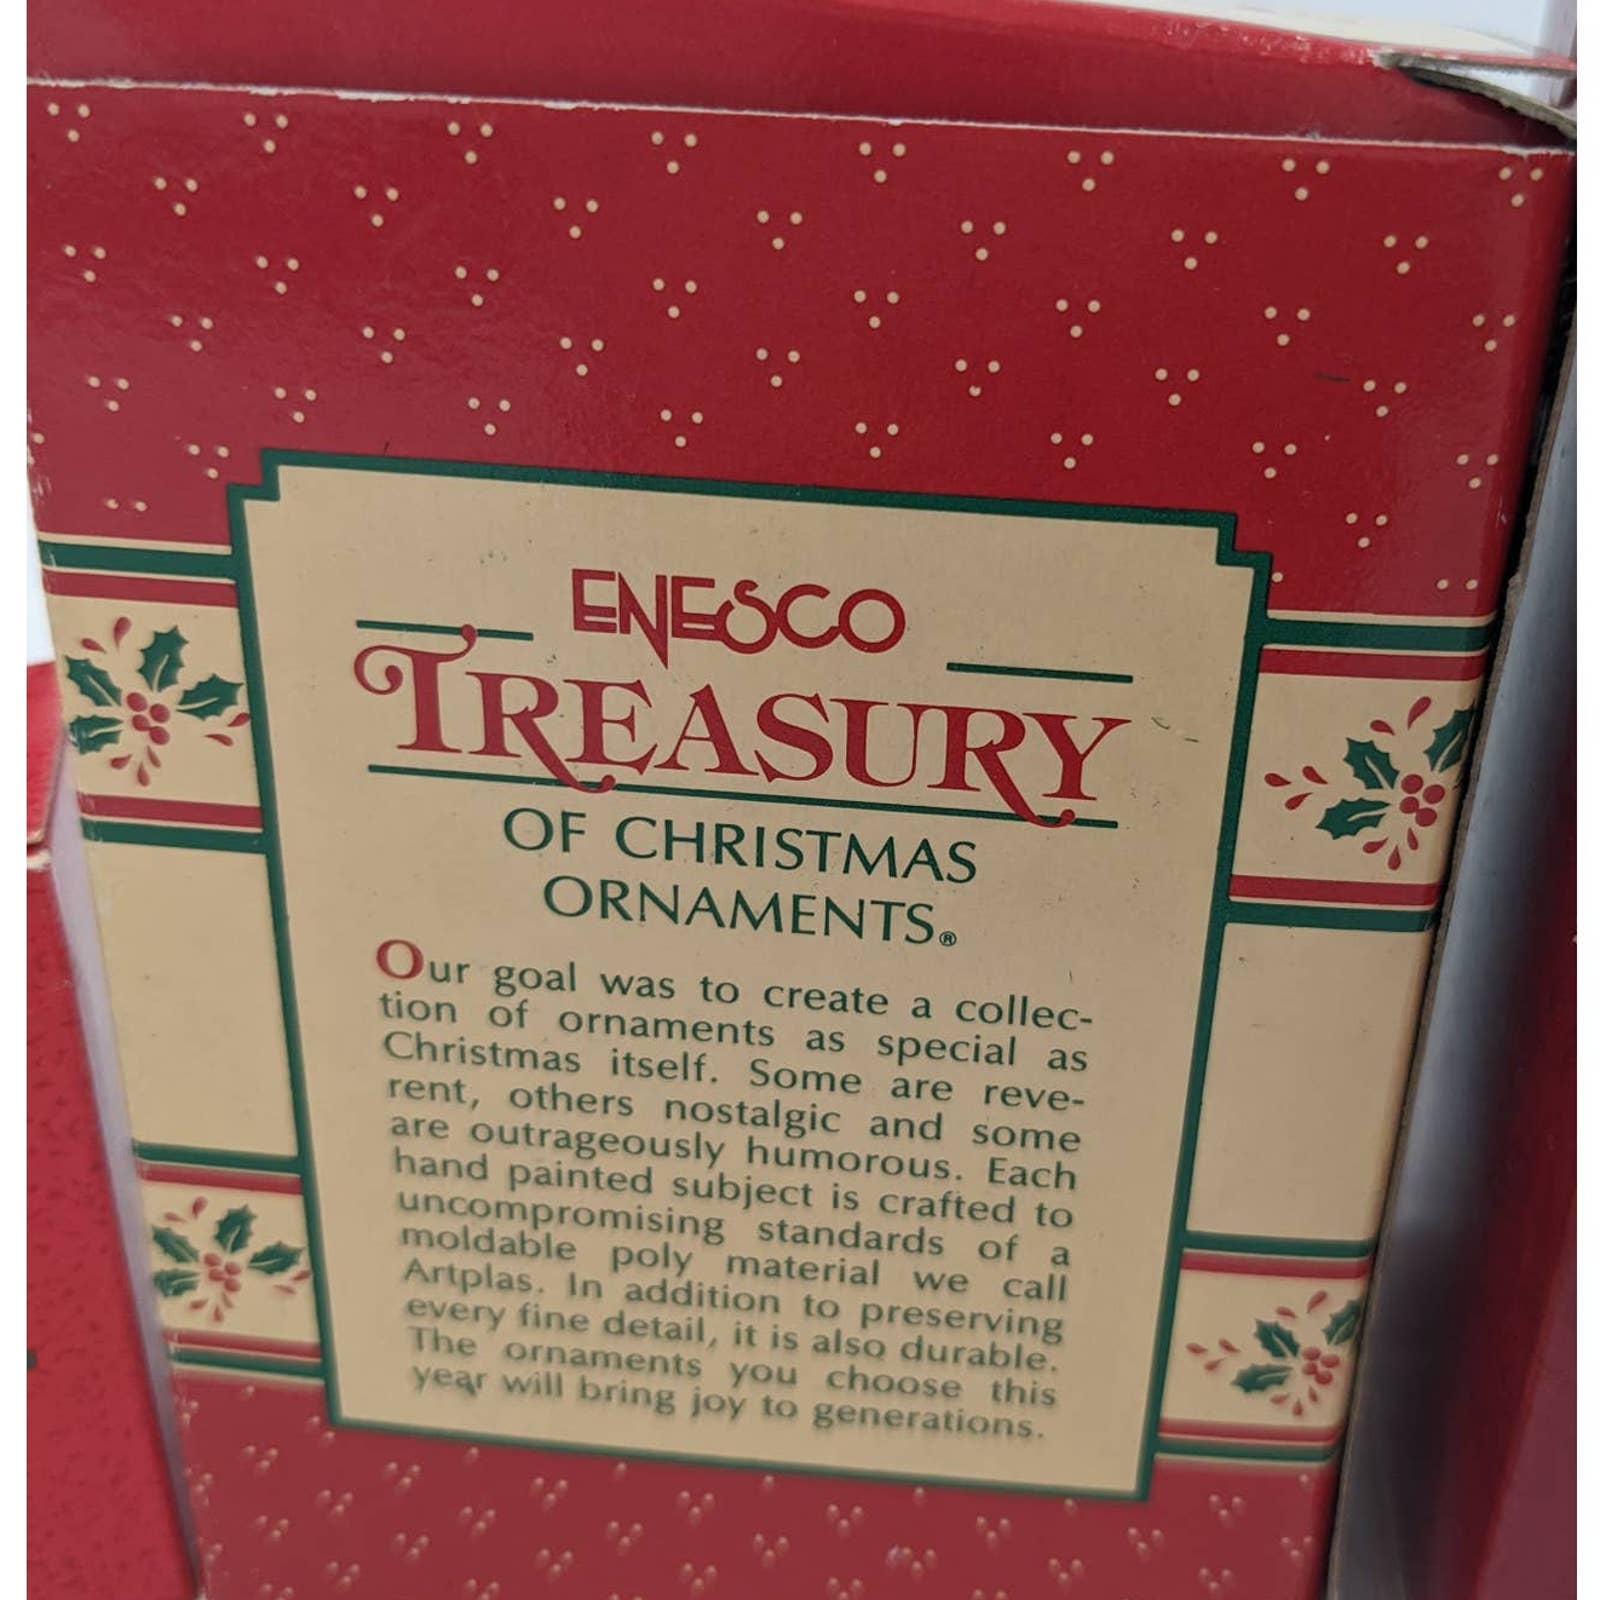 ENESCO
TREASURY
OF CHRISTMAS
ORNAMENTS®
Our goal was to create a collec-
tion of ornaments as special as
Christmas itself. Some are reve-
rent, others nostalgic and some
are outrageously humorous. Each
hand painted subject is crafted to
uncompromising standards of a
moldable poly material we call
Artplas. In addition to preserving
every fine detail, it is also durable.
The ornaments you choose this
year will bring joy to generations.